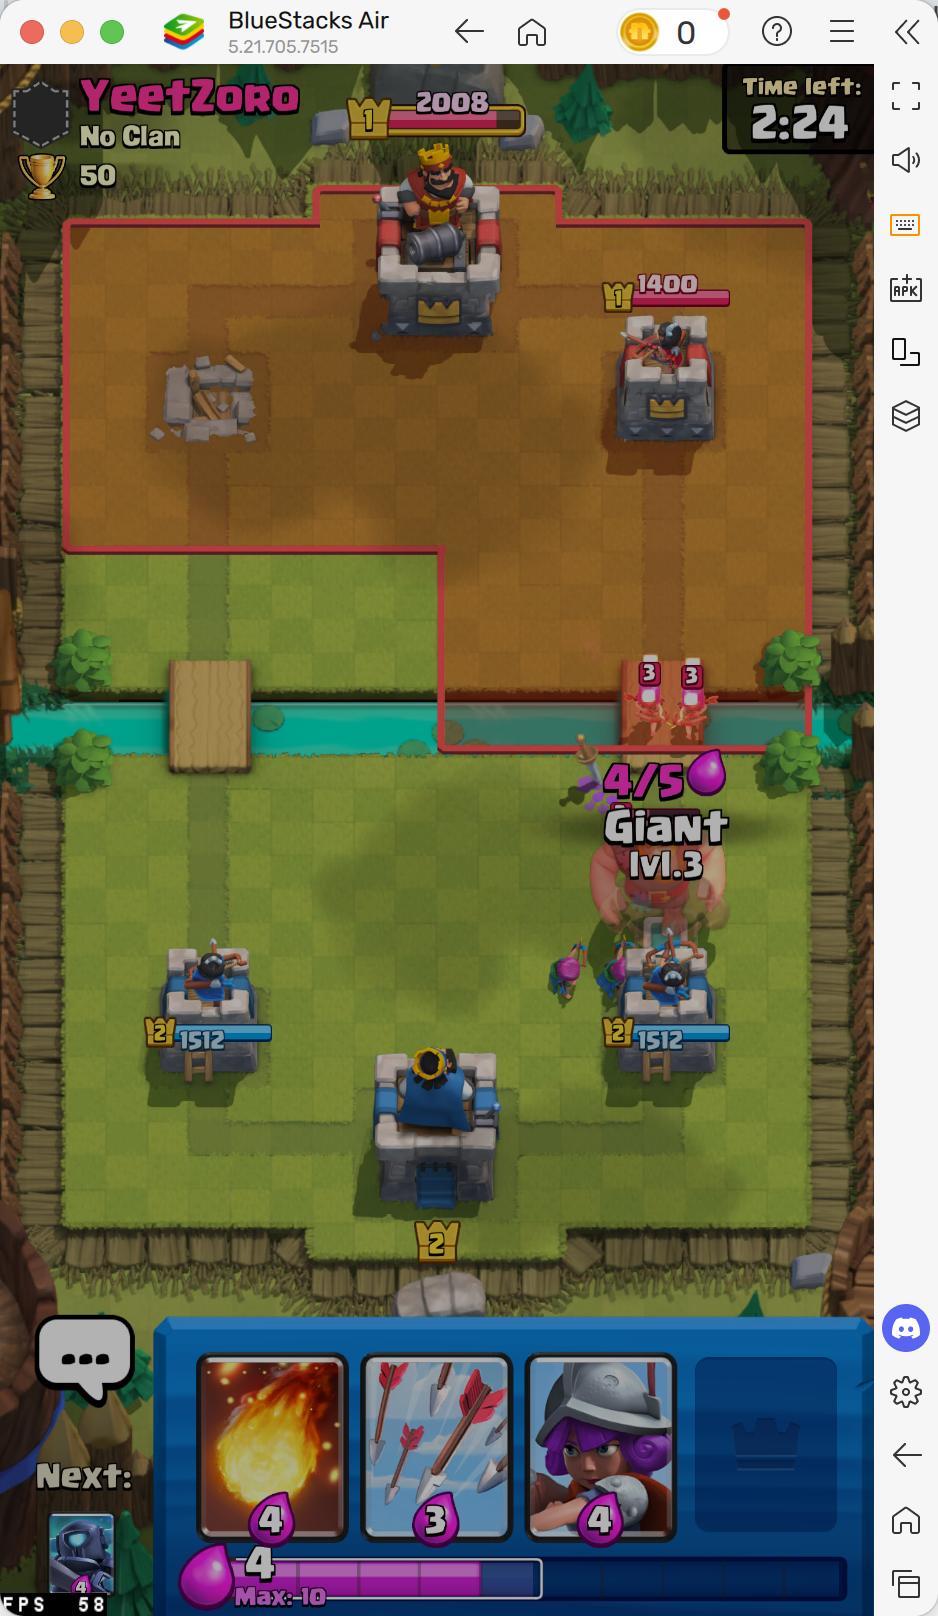 BlueStacks Air
5.21.705.7515
0
YeetZoro
No Clan
50
1
2008
Time left:
2:24
APK
1
1400
3
3
4/5
Giant
lvl.3
2
1512
2
1512
2
...
Next:
4
4
3
4
4
Max: 10
FPS 58